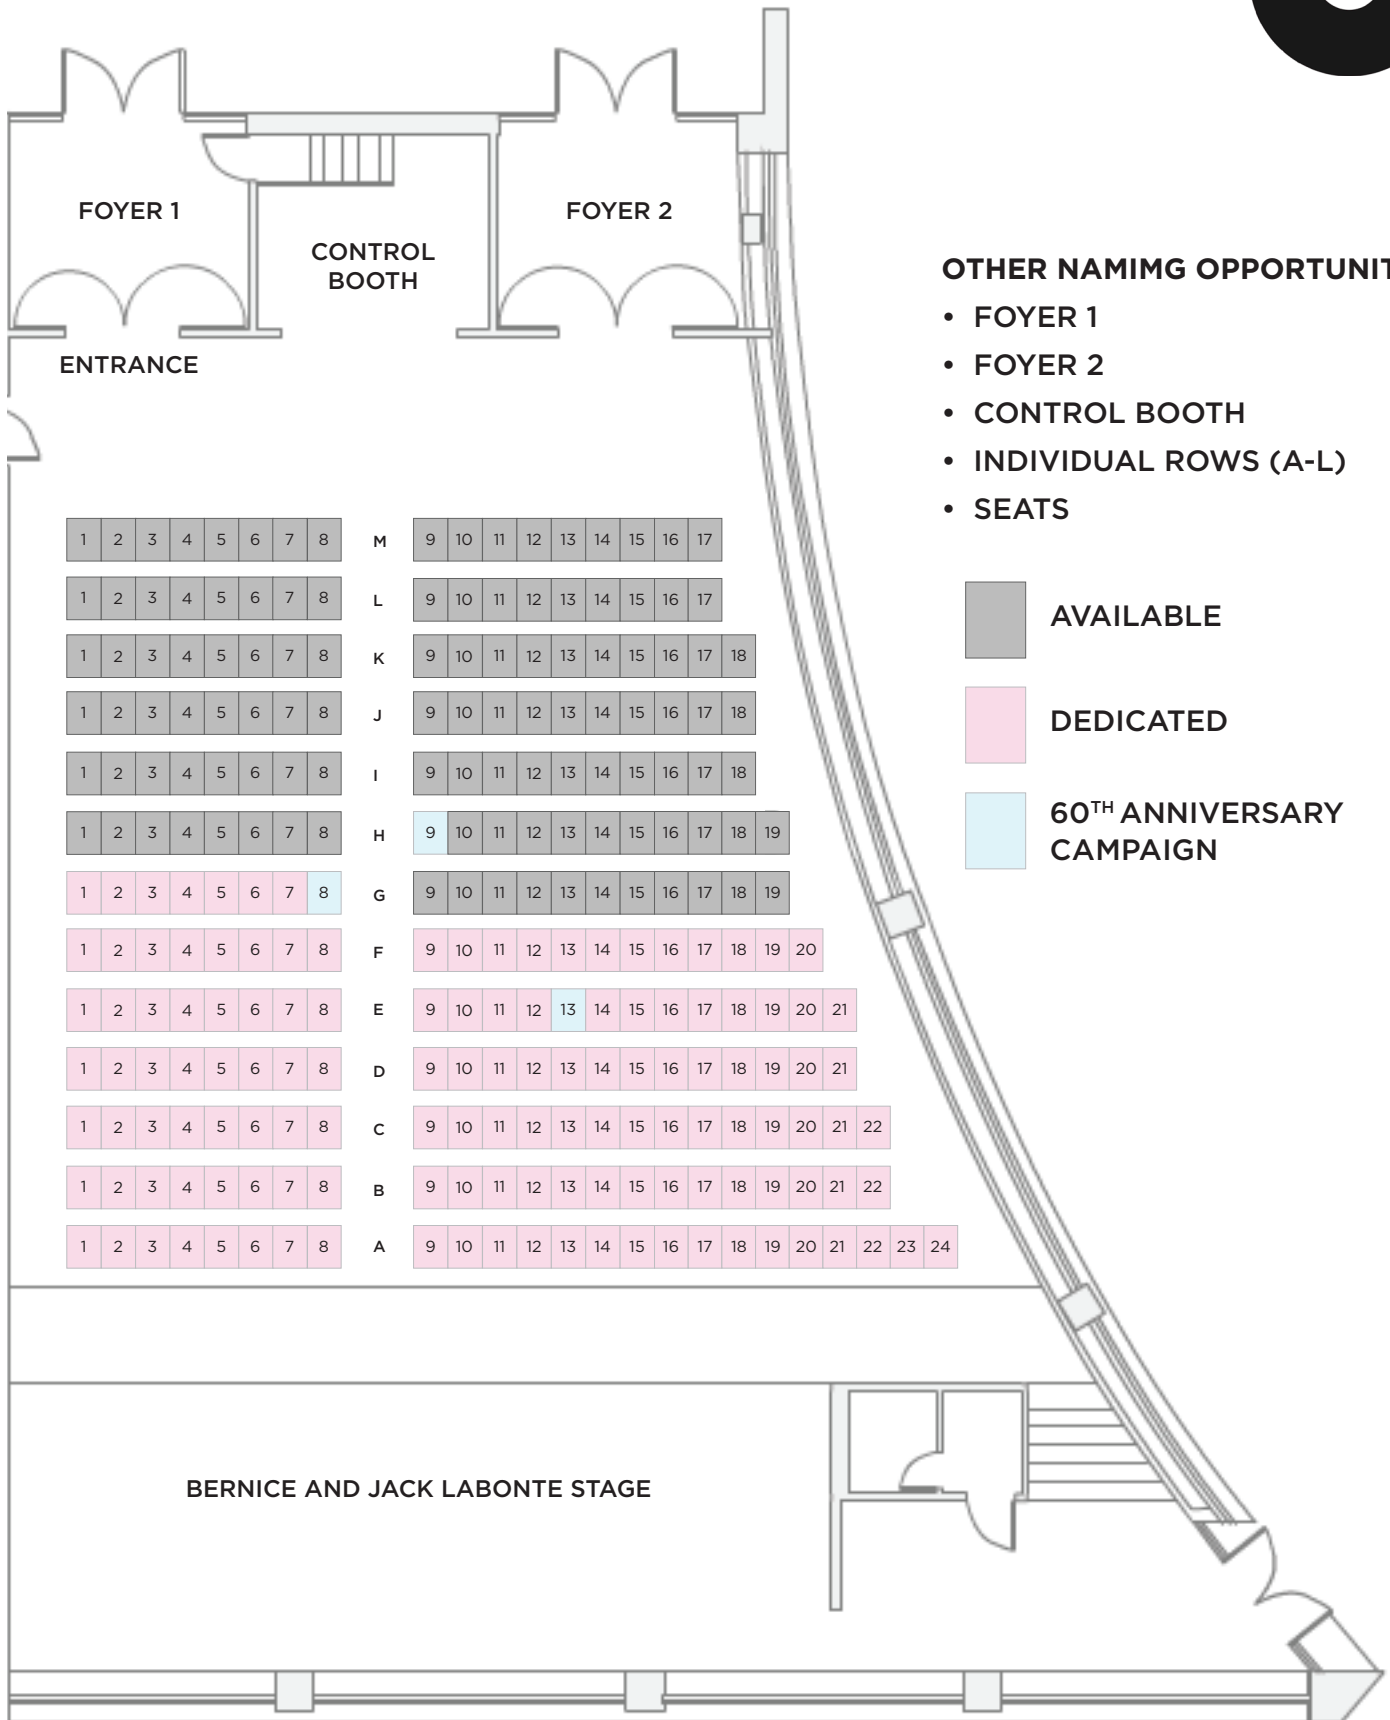 FOYER 1
FOYER 2
CONTROL
BOOTH
ENTRANCE
OTHER NAMIMG OPPORTUNIT
• FOYER 1
• FOYER 2
• CONTROL BOOTH
• INDIVIDUAL ROWS (A-L)
• SEATS
AVAILABLE
DEDICATED
60TH ANNIVERSARY
CAMPAIGN
1 2 3 4 5 6 7 8 M 9 10 11 12 13 14 15 16 17
1 2 3 4 5 6 7 8 L 9 10 11 12 13 14 15 16 17
1 2 3 4 5 6 7 8 K 9 10 11 12 13 14 15 16 17 18
1 2 3 4 5 6 7 8 J 9 10 11 12 13 14 15 16 17 18
1 2 3 4 5 6 7 8 I 9 10 11 12 13 14 15 16 17 18
1 2 3 4 5 6 7 8 H 9 10 11 12 13 14 15 16 17 18 19
1 2 3 4 5 6 7 8 G 9 10 11 12 13 14 15 16 17 18 19
1 2 3 4 5 6 7 8 F 9 10 11 12 13 14 15 16 17 18 19 20
1 2 3 4 5 6 7 8 E 9 10 11 12 13 14 15 16 17 18 19 20 21
1 2 3 4 5 6 7 8 D 9 10 11 12 13 14 15 16 17 18 19 20 21
1 2 3 4 5 6 7 8 C 9 10 11 12 13 14 15 16 17 18 19 20 21 22
1 2 3 4 5 6 7 8 B 9 10 11 12 13 14 15 16 17 18 19 20 21 22
1 2 3 4 5 6 7 8 A 9 10 11 12 13 14 15 16 17 18 19 20 21 22 23 24
BERNICE AND JACK LABONTE STAGE